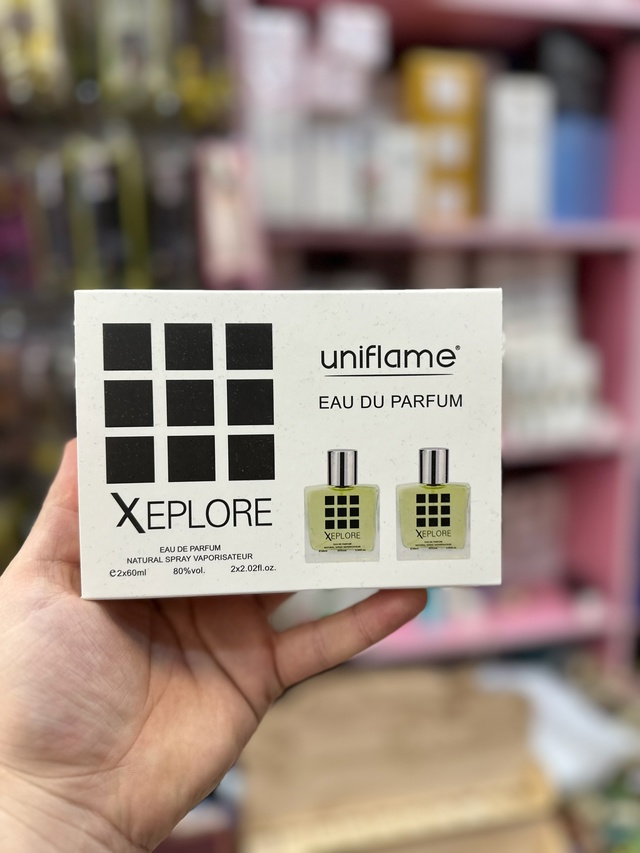 XEPLORE
EAU DE PARFUM
NATURAL SPRAY VAPORISATEUR
℮2x60ml 80%vol. 2x2.02fl.oz.
uniflame®
EAU DU PARFUM
XEPLORE
XEPLORE